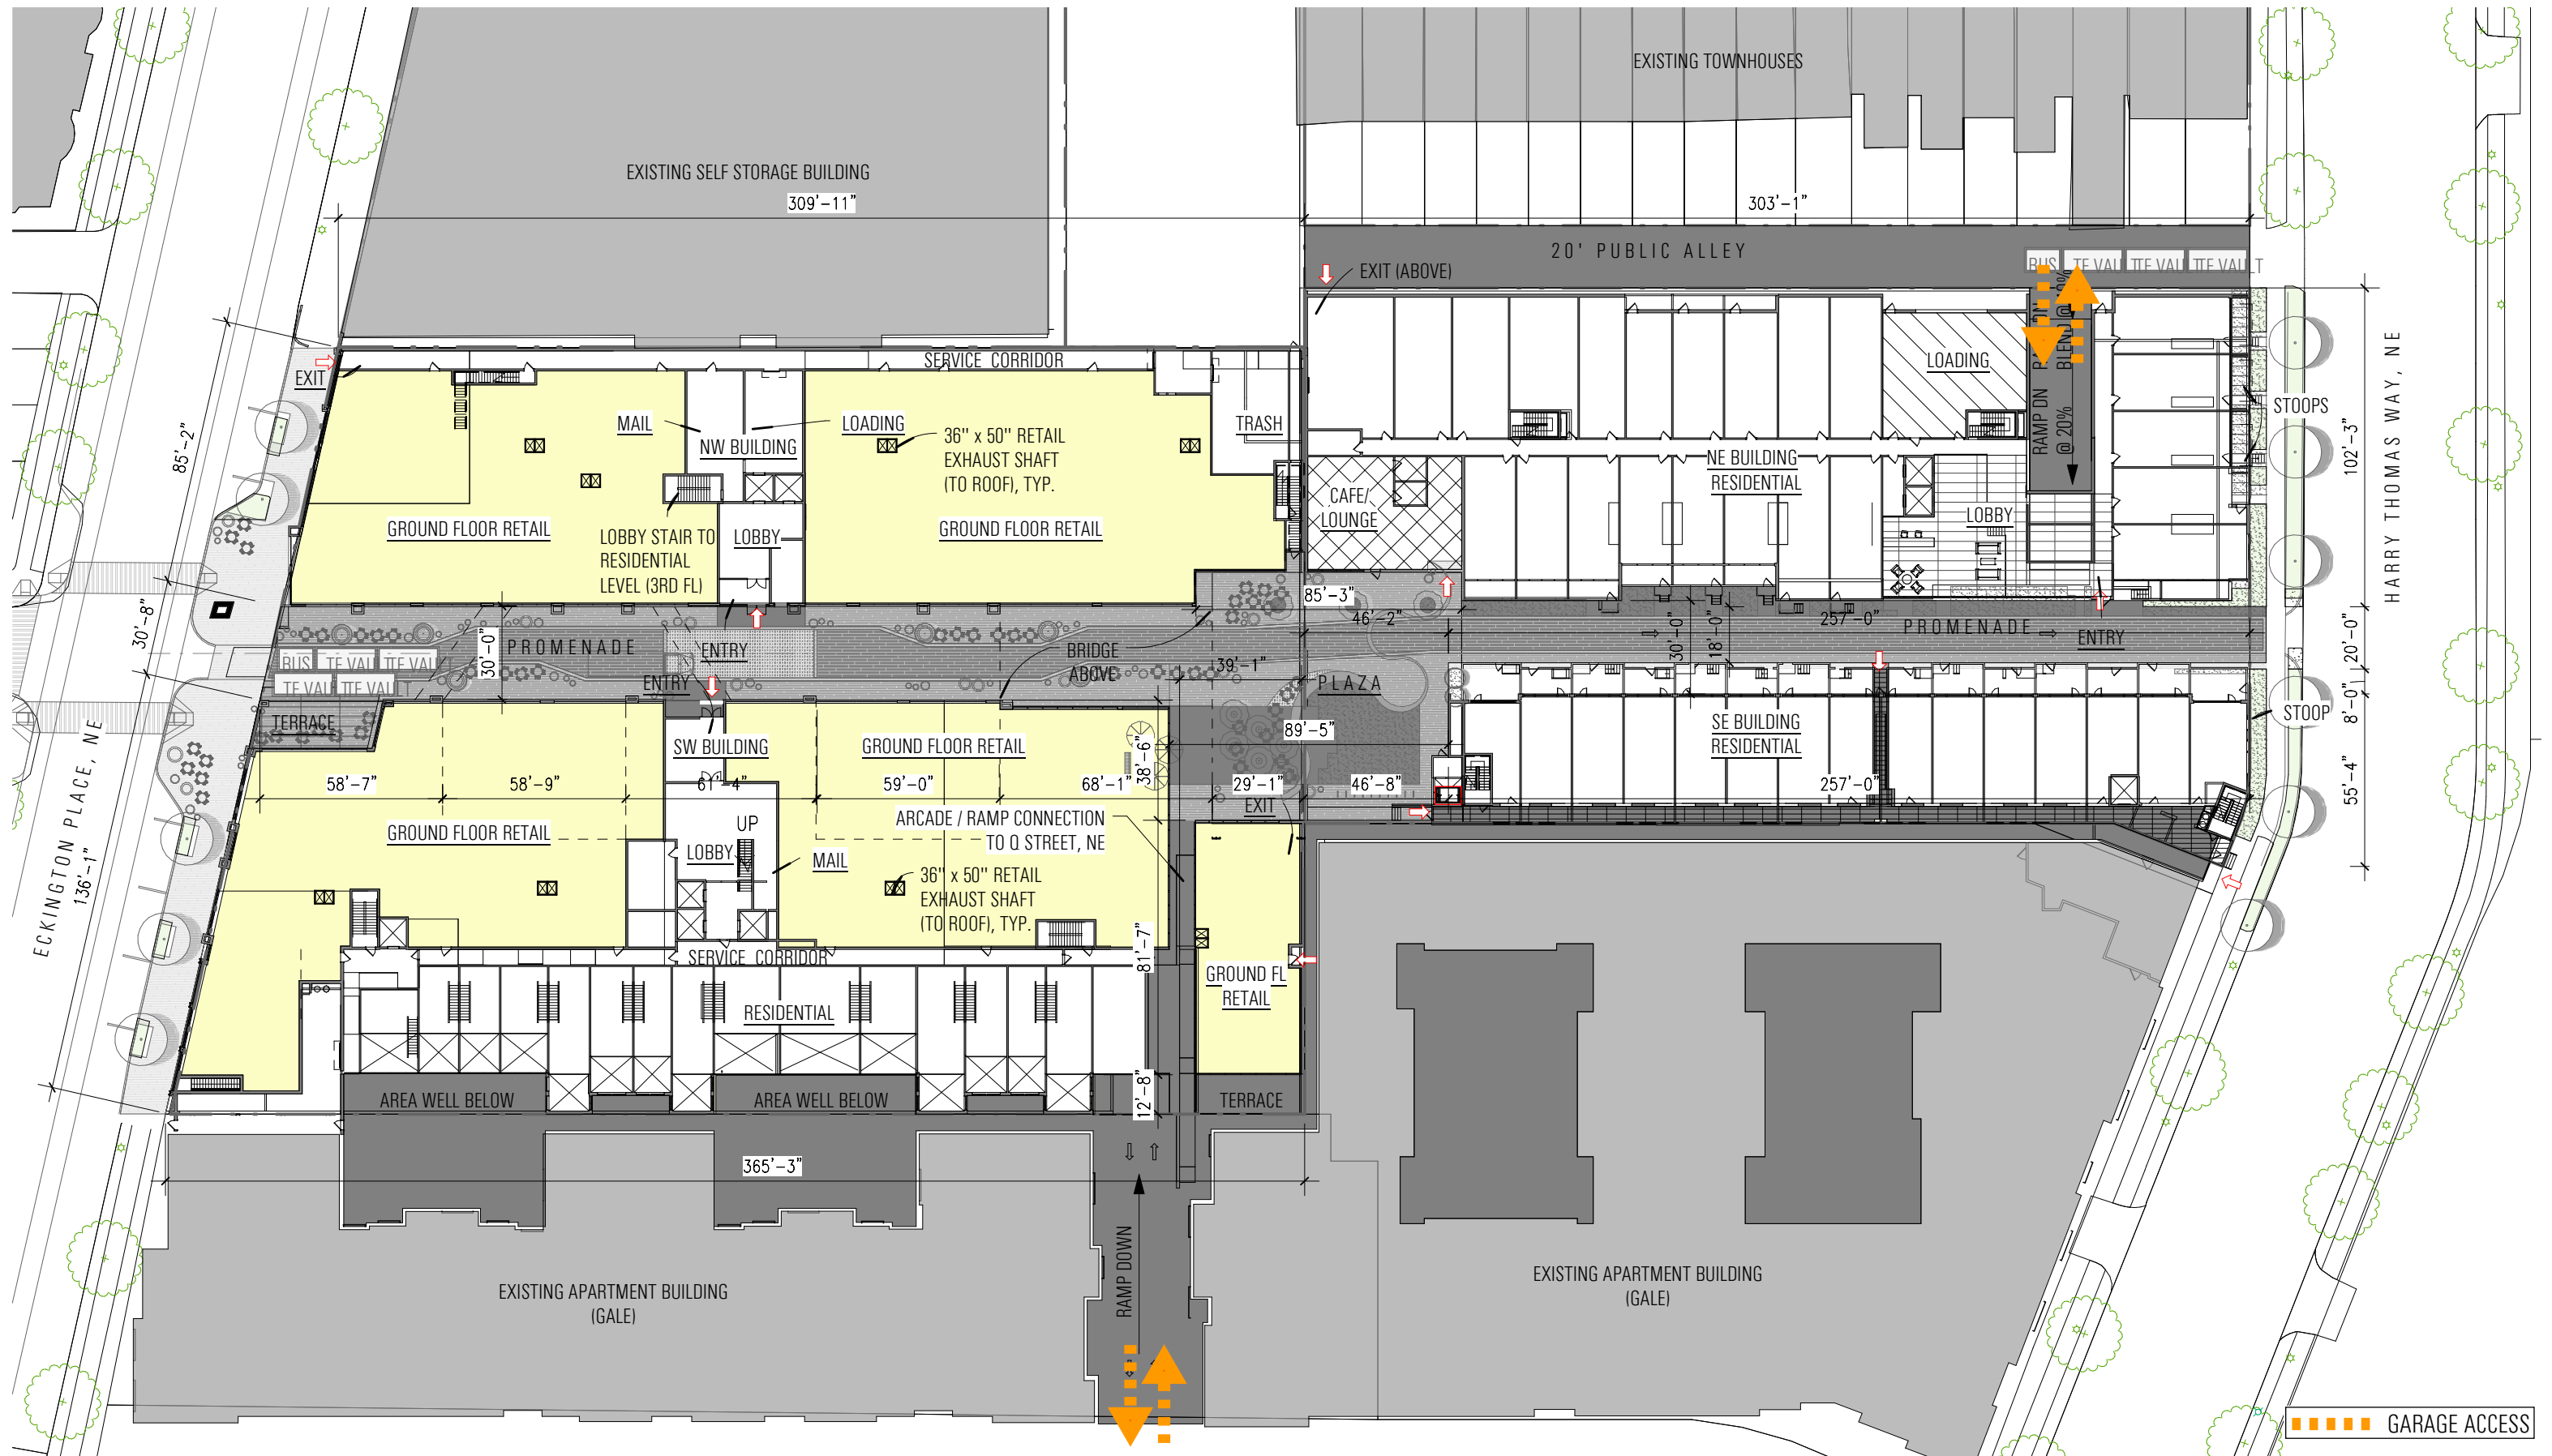 EXISTING TOWNHOUSES
EXISTING SELF STORAGE BUILDING
309'-11"
303'-1"
20' PUBLIC ALLEY
EXIT (ABOVE)
BUS
RAMP DN
@ 20%
LOADING
STOOPS
HARRY THOMAS WAY, NE
102'-3"
20'-0"
8'-0"
55'-4"
SERVICE CORRIDOR
EXIT
MAIL
LOADING
NW BUILDING
36" x 50" RETAIL
EXHAUST SHAFT
(TO ROOF), TYP.
TRASH
85'-2"
GROUND FLOOR RETAIL
LOBBY STAIR TO
RESIDENTIAL
LEVEL (3RD FL)
LOBBY
GROUND FLOOR RETAIL
CAFE/
LOUNGE
NE BUILDING
RESIDENTIAL
LOBBY
30'-8"
85'-3"
46'-2"
257'-0"
PROMENADE
30'-0"
ENTRY
BRIDGE
ABOVE
39'-1"
30'-0"
18'-0"
PROMENADE
ENTRY
BUS
ENTRY
PLAZA
TERRACE
SW BUILDING
GROUND FLOOR RETAIL
38'-6"
89'-5"
SE BUILDING
RESIDENTIAL
STOOP
58'-7"
58'-9"
61'-4"
59'-0"
68'-1"
29'-1"
46'-8"
257'-0"
EXIT
ECKINGTON PLACE, NE
136'-1"
GROUND FLOOR RETAIL
UP
LOBBY
MAIL
ARCADE / RAMP CONNECTION
TO Q STREET, NE
36" x 50" RETAIL
EXHAUST SHAFT
(TO ROOF), TYP.
81'-7"
SERVICE CORRIDOR
GROUND FL
RETAIL
RESIDENTIAL
AREA WELL BELOW
AREA WELL BELOW
12'-8"
TERRACE
365'-3"
RAMP DOWN
EXISTING APARTMENT BUILDING
(GALE)
EXISTING APARTMENT BUILDING
(GALE)
GARAGE ACCESS